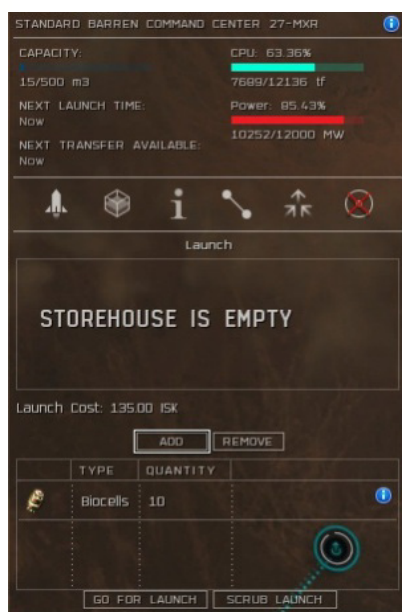 STANDARD BARREN COMMAND CENTER 27-MXR
CAPACITY:
15/500 m3
NEXT LAUNCH TIME:
Now
NEXT TRANSFER AVAILABLE:
Now
CPU: 63.36%
7689/12136 tf
Power: 85.43%
10252/12000 MW
Launch
STOREHOUSE IS EMPTY
Launch Cost: 135.00 ISK
ADD REMOVE
TYPE QUANTITY
Biocells 10
GO FOR LAUNCH SCRUB LAUNCH